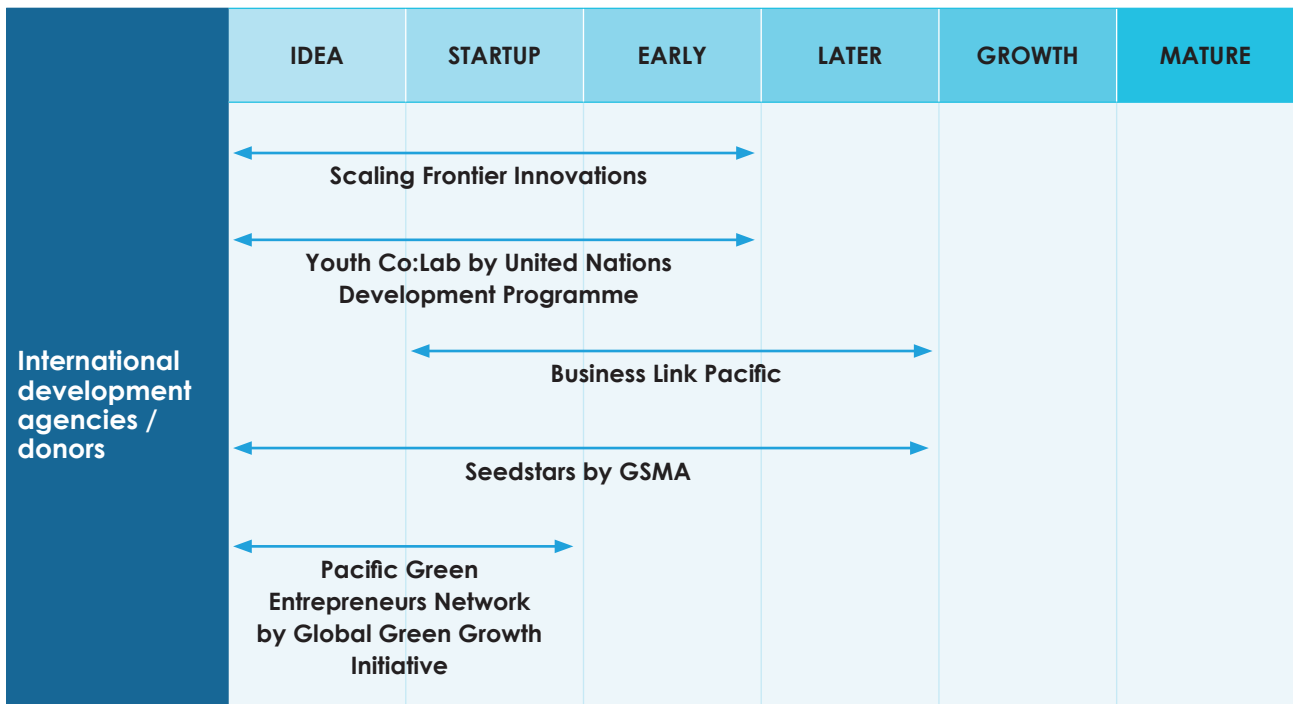 IDEA STARTUP EARLY LATER GROWTH MATURE
International
development
agencies /
donors
Scaling Frontier Innovations
Youth Co:Lab by United Nations
Development Programme
Business Link Pacific
Seedstars by GSMA
Pacific Green
Entrepreneurs Network
by Global Green Growth
Initiative